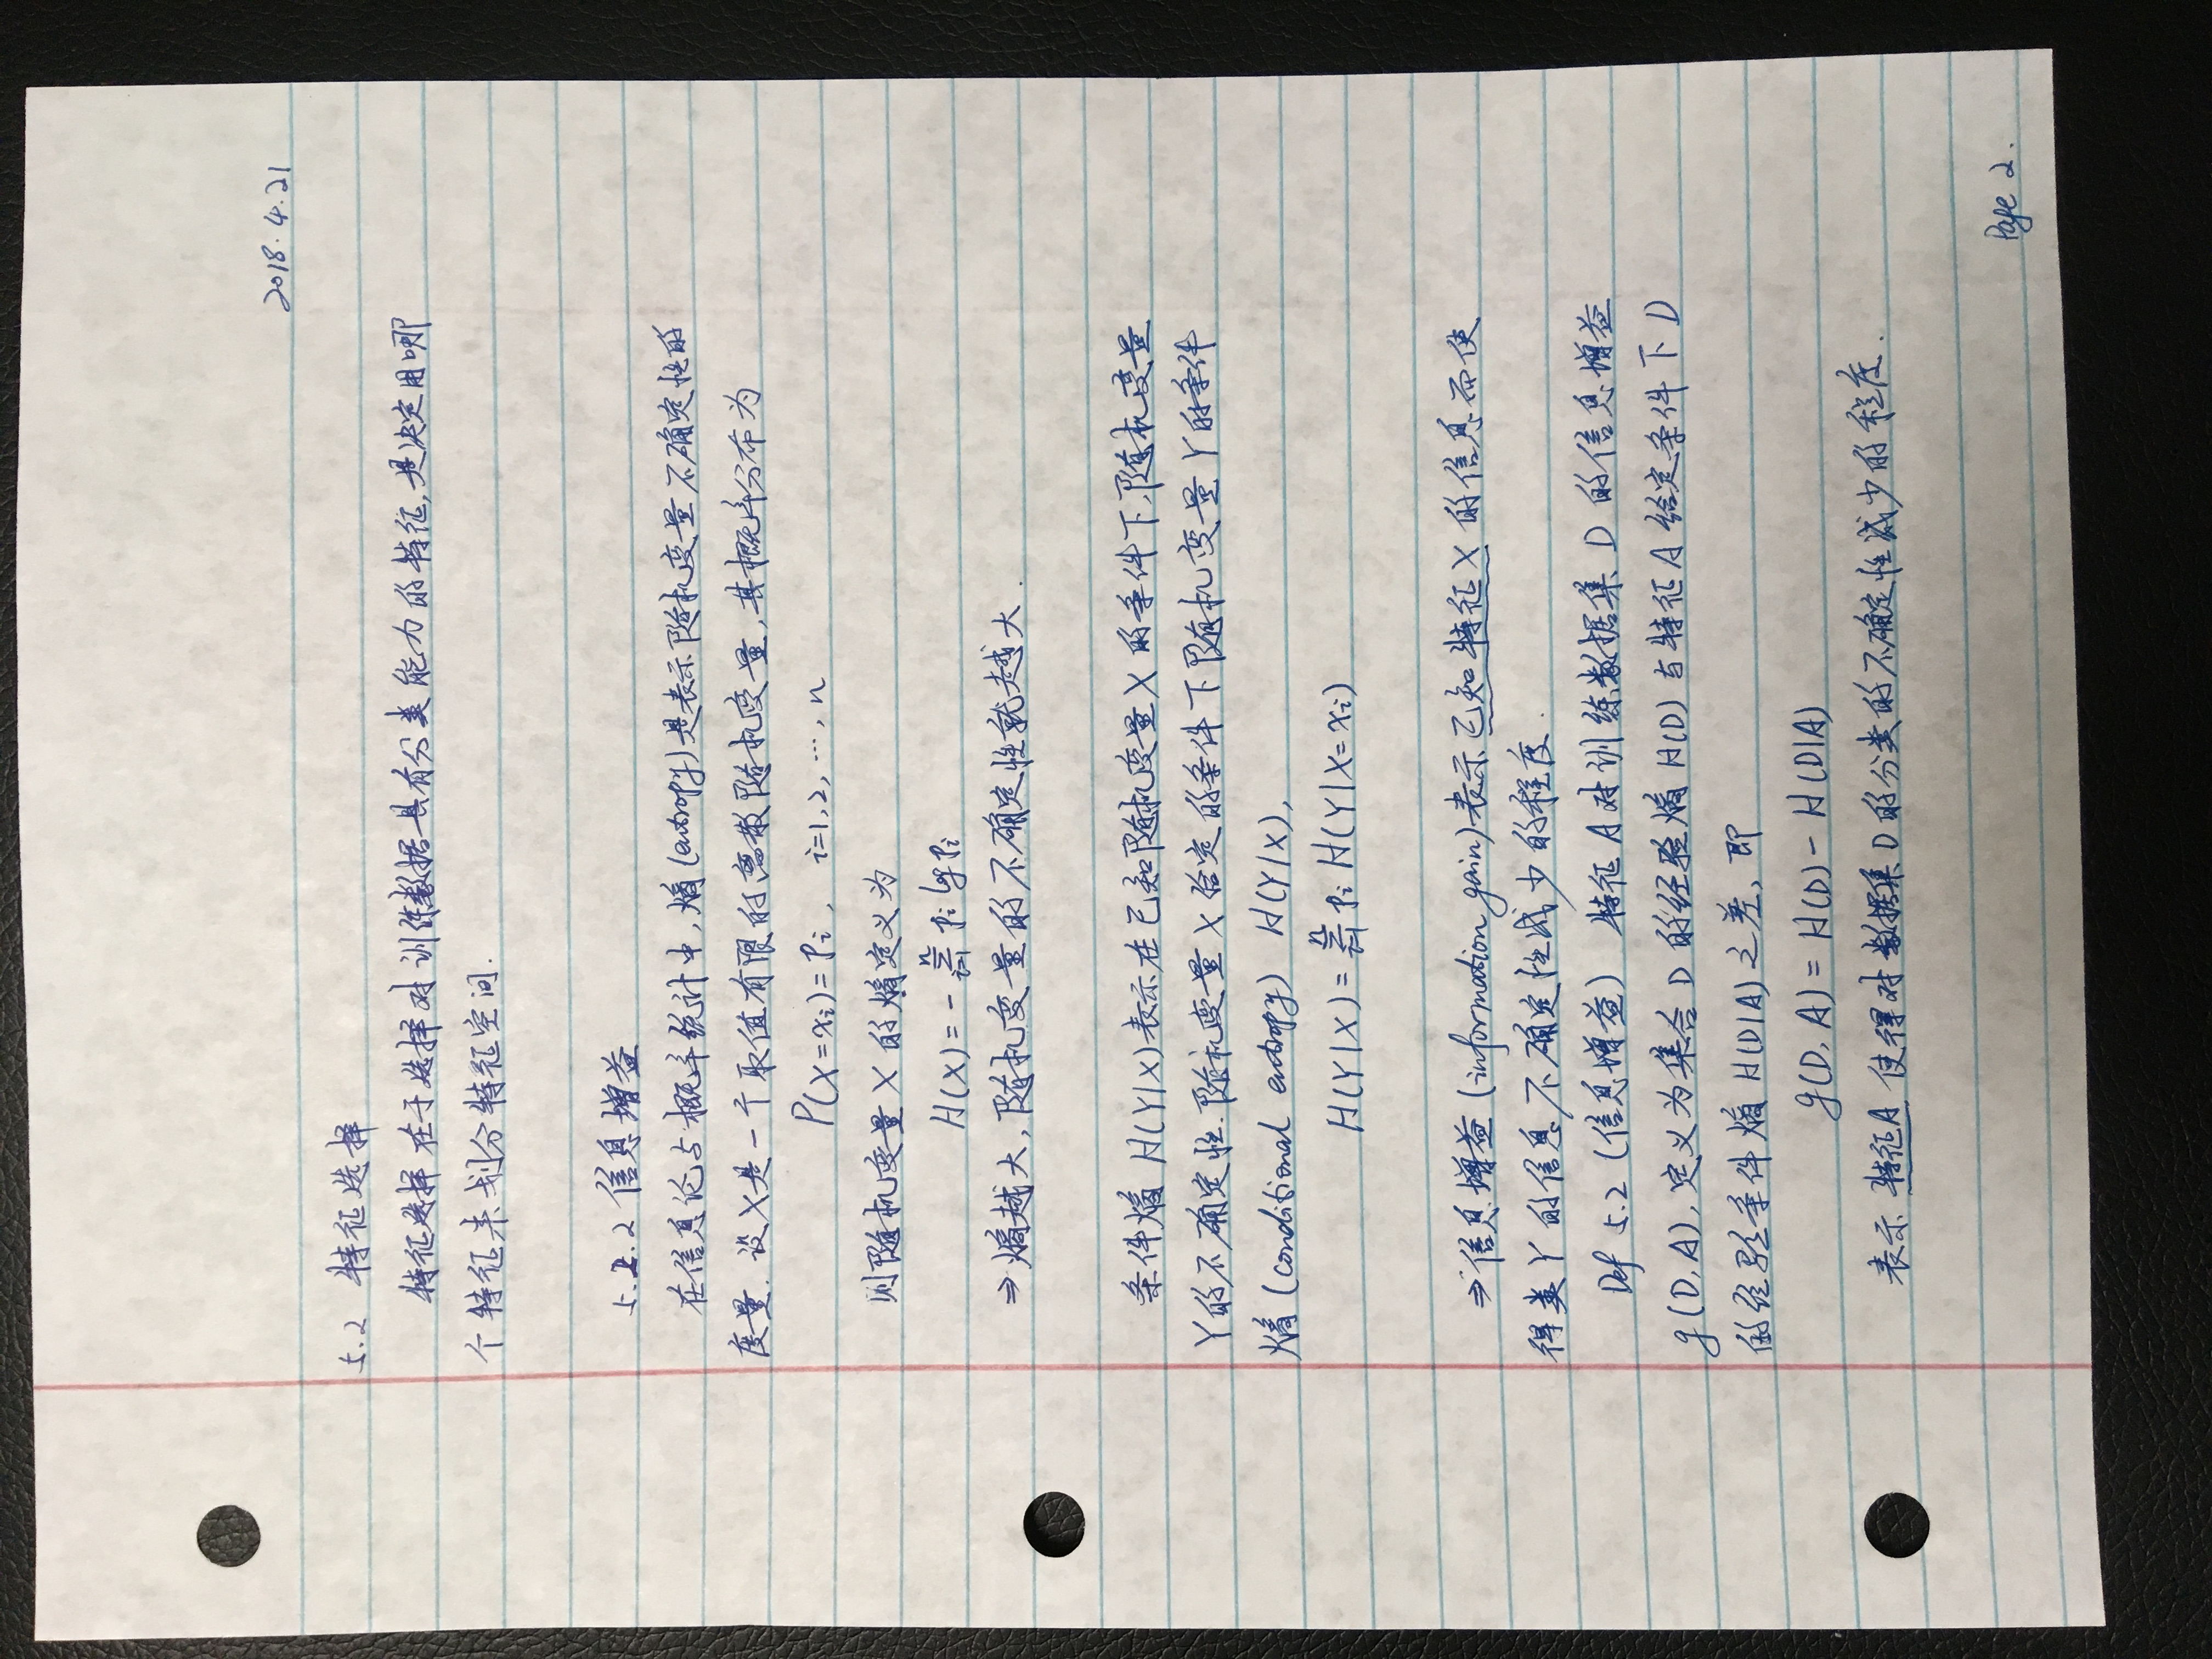 2018.4.21
5.2 特征选择
特征选择在于选择对训练数据具有分类能力的特征,是决定用哪
个特征来划分特征空间.
5.2.2 信息增益
在信息论与概率统计中,熵(entropy)是表示随机变量不确定性的
度量. 设X是一个取值有限的离散随机变量,其概率分布为
P(X=xᵢ)=pᵢ, i=1,2,…,n
则随机变量X的熵定义为
H(X)=-∑ⁿᵢ₌₁ pᵢ log pᵢ
⇒熵越大,随机变量的不确定性就越大.
条件熵 H(Y|X)表示在已知随机变量X的条件下,随机变量
Y的不确定性.随机变量X给定的条件下随机变量Y的条件
熵(conditional entropy) H(Y|X),
H(Y|X)=∑ⁿᵢ₌₁ pᵢ H(Y|X=xᵢ)
⇒信息增益(information gain)表示已知特征X的信息而使
得类Y的信息不确定性减少的程度.
Def 5.2 (信息增益) 特征A对训练数据集D的信息增益
g(D,A),定义为集合D的经验熵H(D)与特征A给定条件下D
的经验条件熵H(D|A)之差,即
g(D,A)=H(D)-H(D|A)
表示特征A使得对数据集D的分类的不确定性减少的程度.
Page 2.